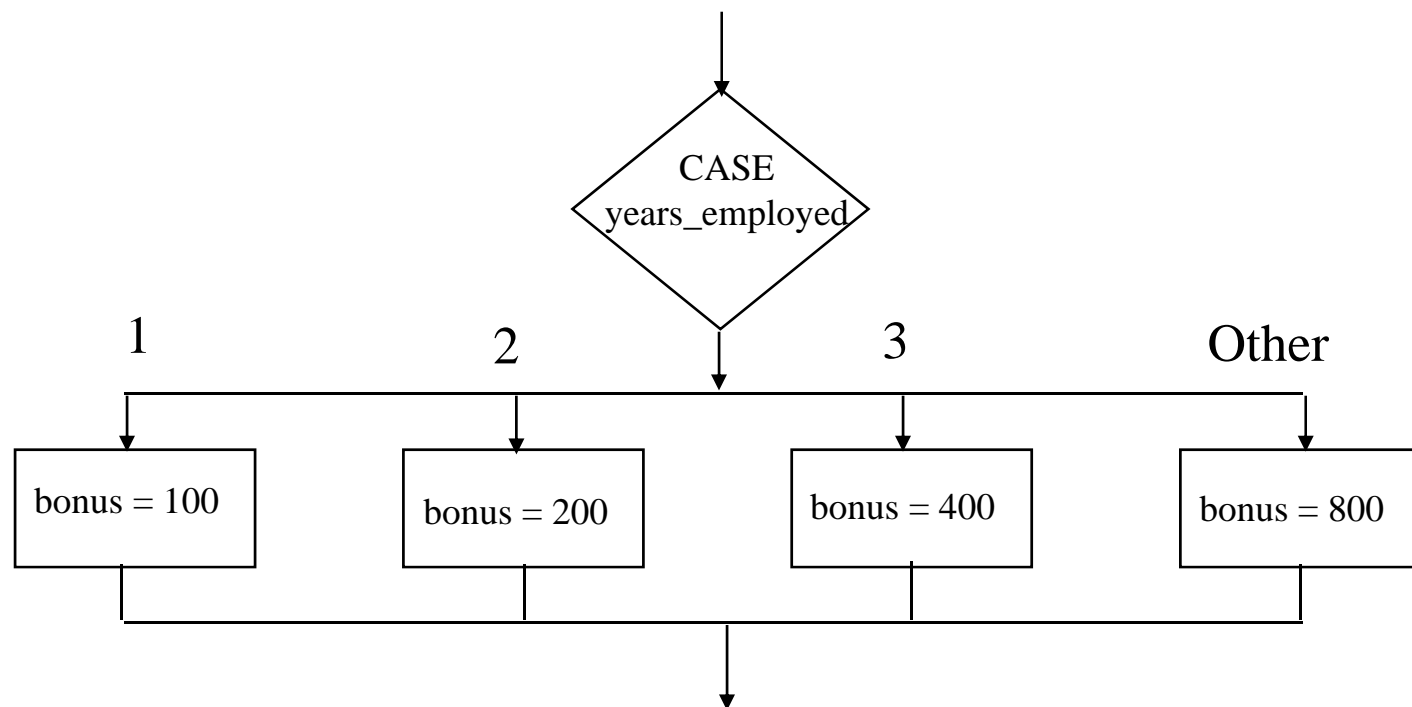 CASE
years_employed
1
2
3
Other
bonus = 100
bonus = 200
bonus = 400
bonus = 800